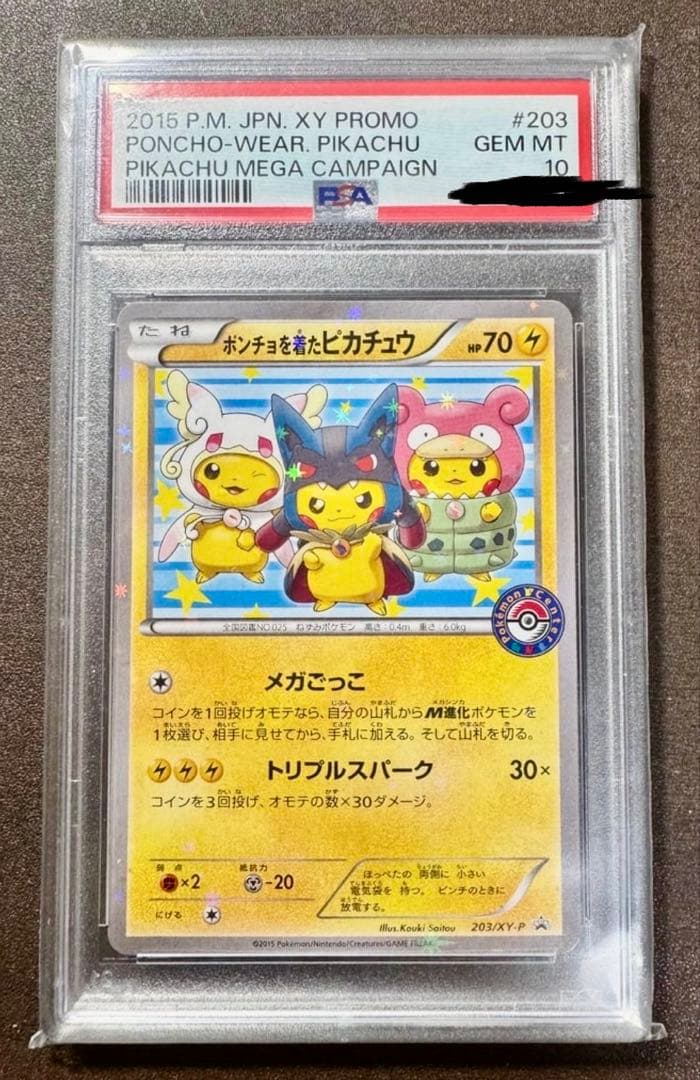 2015 P.M. JPN. XY PROMO #203
PONCHO-WEAR. PIKACHU GEM MT
PIKACHU MEGA CAMPAIGN 10
PSA
たね
ポンチョを着たピカチュウ HP70
全国図鑑NO.025 ねずみポケモン 高さ：0.4m 重さ：6.0kg
Pokémon Center
メガごっこ
コインを1回投げオモテなら、自分の山札からM進化ポケモンを
1枚選び、相手に見せてから、手札に加える。そして山札を切る。
トリプルスパーク 30×
コインを3回投げ、オモテの数×30ダメージ。
弱点 抵抗力
×2 -20
にげる
ほっぺたの 両側に 小さい
電気袋を 持つ。 ピンチのときに
放電する。
Illus.Kouki Saitou 203/XY-P
©2015 Pokémon/Nintendo/Creatures/GAME FREAK